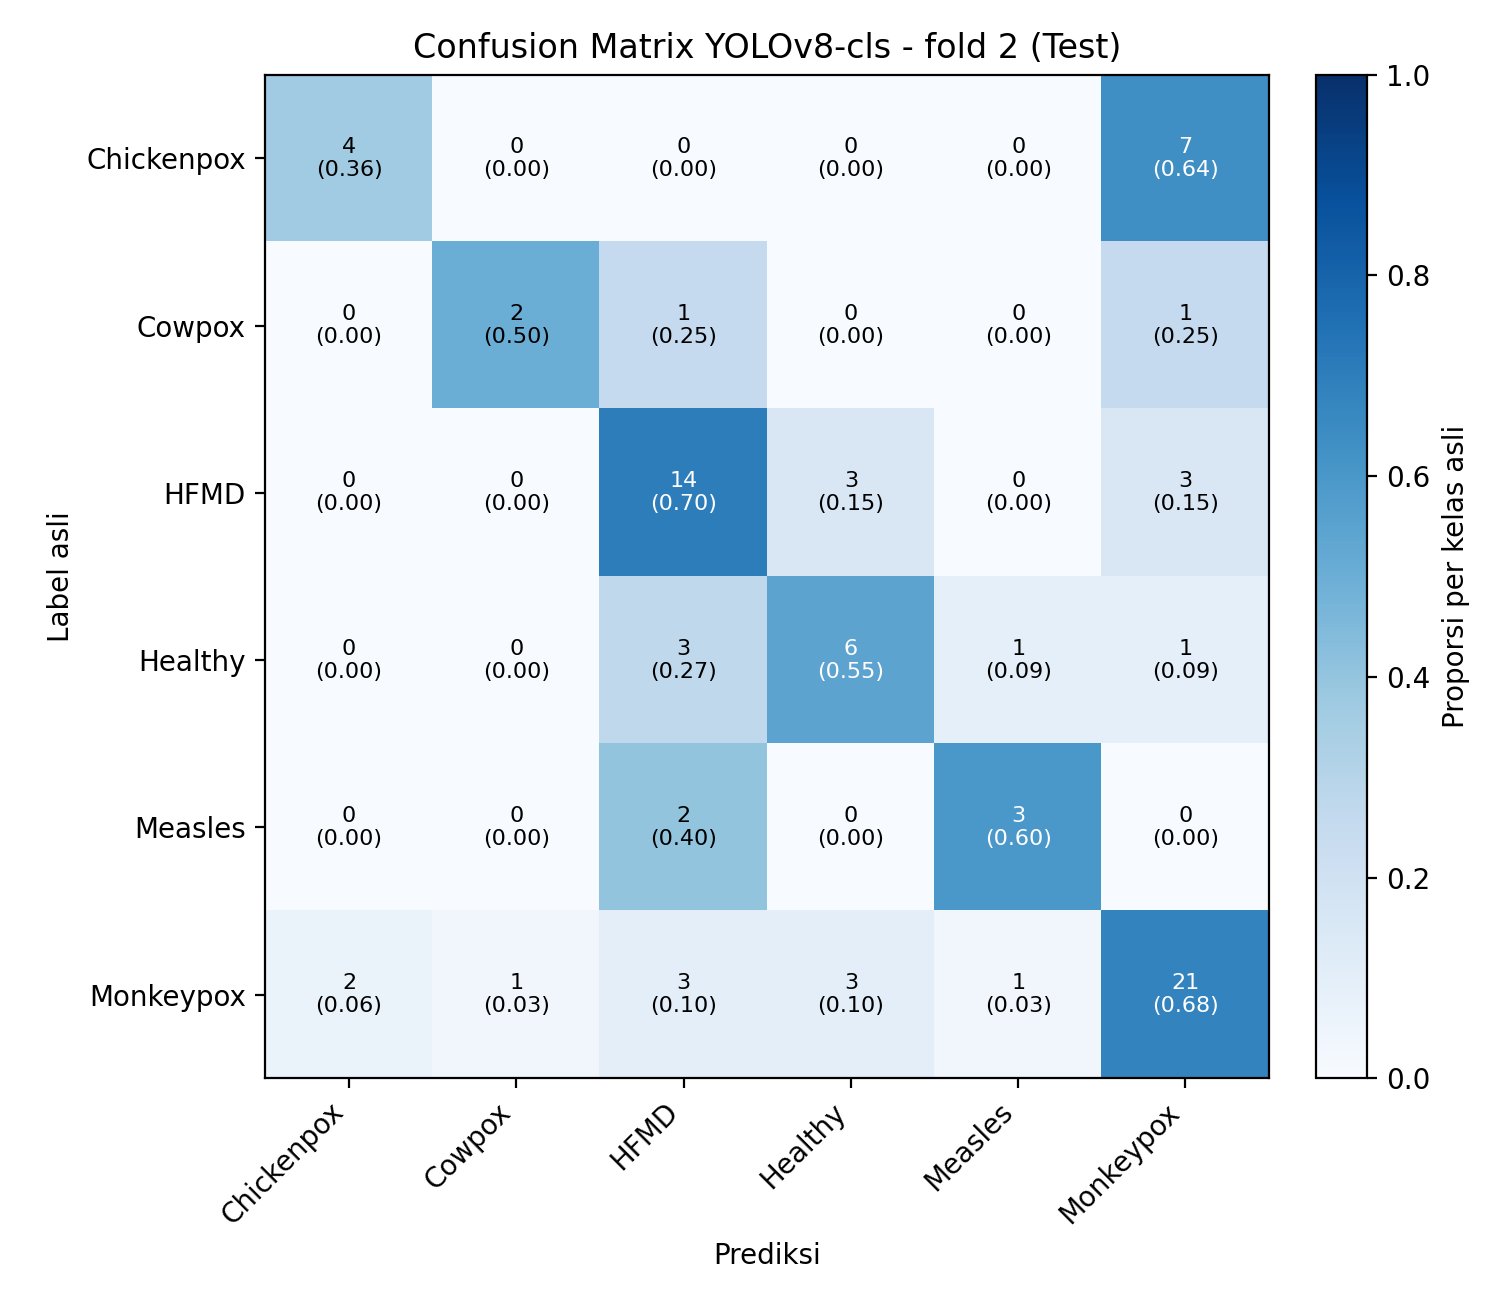 Confusion Matrix YOLOv8-cls - fold 2 (Test)
Chickenpox
4 0 0 0 0 7
(0.36) (0.00) (0.00) (0.00) (0.00) (0.64)
Cowpox
0 2 1 0 0 1
(0.00) (0.50) (0.25) (0.00) (0.00) (0.25)
HFMD
0 0 14 3 0 3
(0.00) (0.00) (0.70) (0.15) (0.00) (0.15)
Healthy
0 0 3 6 1 1
(0.00) (0.00) (0.27) (0.55) (0.09) (0.09)
Measles
0 0 2 0 3 0
(0.00) (0.00) (0.40) (0.00) (0.60) (0.00)
Monkeypox
2 1 3 3 1 21
(0.06) (0.03) (0.10) (0.10) (0.03) (0.68)
Label asli
Chickenpox
Cowpox
HFMD
Healthy
Measles
Monkeypox
Prediksi
1.0
0.8
0.6
0.4
0.2
0.0
Proporsi per kelas asli